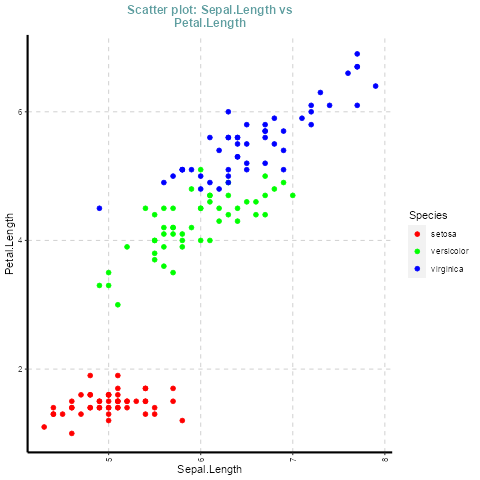 Scatter plot: Sepal.Length vs
Petal.Length
6
4
2
Petal.Length
5
6
7
8
Sepal.Length
Species
setosa
versicolor
virginica